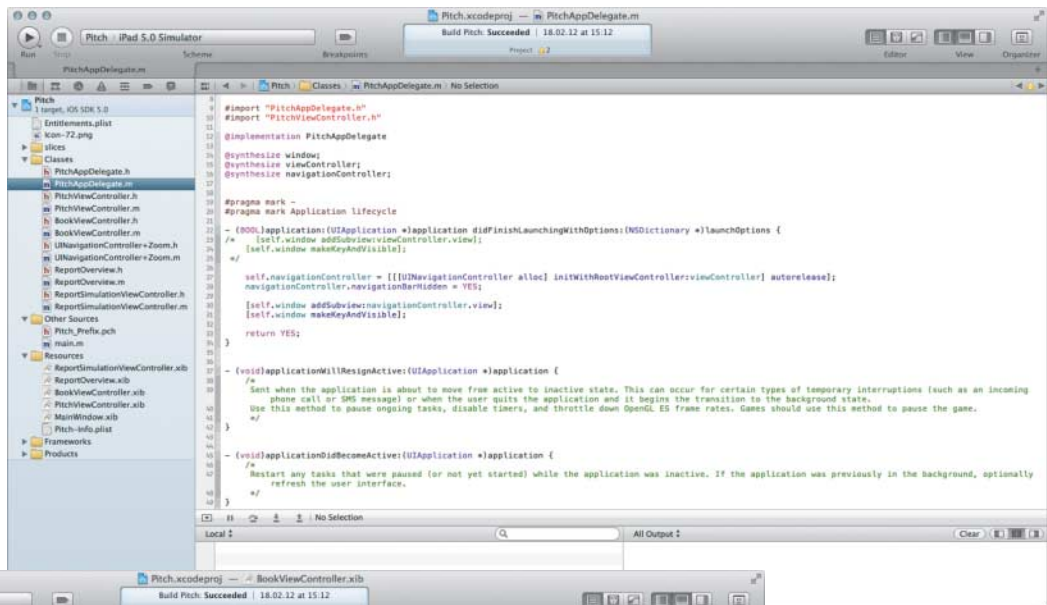 Pitch.xcodeproj — PitchAppDelegate.m
Build Pitch: Succeeded | 18.02.12 at 15:12
Project 2
Pitch iPad 5.0 Simulator
Run Stop Scheme Breakpoints Editor View Organizer
PitchAppDelegate.m
Pitch
1 target, iOS SDK 5.0
Entitlements.plist
Icon-72.png
slices
Classes
PitchAppDelegate.h
PitchAppDelegate.m
PitchViewController.h
PitchViewController.m
BookViewController.h
BookViewController.m
UINavigationController+Zoom.h
UINavigationController+Zoom.m
ReportOverview.h
ReportOverview.m
ReportSimulationViewController.h
ReportSimulationViewController.m
Other Sources
Pitch_Prefix.pch
main.m
Resources
ReportSimulationViewController.xib
ReportOverview.xib
BookViewController.xib
PitchViewController.xib
MainWindow.xib
Pitch-Info.plist
Frameworks
Products
Pitch Classes PitchAppDelegate.m No Selection
#import "PitchAppDelegate.h"
#import "PitchViewController.h"
@implementation PitchAppDelegate
@synthesize window;
@synthesize viewController;
@synthesize navigationController;
#pragma mark -
#pragma mark Application lifecycle
- (BOOL)application:(UIApplication *)application didFinishLaunchingWithOptions:(NSDictionary *)launchOptions {
/* [self.window addSubview:viewController.view];
[self.window makeKeyAndVisible];
*/
self.navigationController = [[[UINavigationController alloc] initWithRootViewController:viewController] autorelease];
navigationController.navigationBarHidden = YES;
[self.window addSubview:navigationController.view];
[self.window makeKeyAndVisible];
return YES;
}
- (void)applicationWillResignActive:(UIApplication *)application {
/*
Sent when the application is about to move from active to inactive state. This can occur for certain types of temporary interruptions (such as an incoming
phone call or SMS message) or when the user quits the application and it begins the transition to the background state.
Use this method to pause ongoing tasks, disable timers, and throttle down OpenGL ES frame rates. Games should use this method to pause the game.
*/
}
- (void)applicationDidBecomeActive:(UIApplication *)application {
/*
Restart any tasks that were paused (or not yet started) while the application was inactive. If the application was previously in the background, optionally
refresh the user interface.
*/
}
No Selection
Local All Output Clear
Pitch.xcodeproj — BookViewController.xib
Build Pitch: Succeeded | 18.02.12 at 15:12